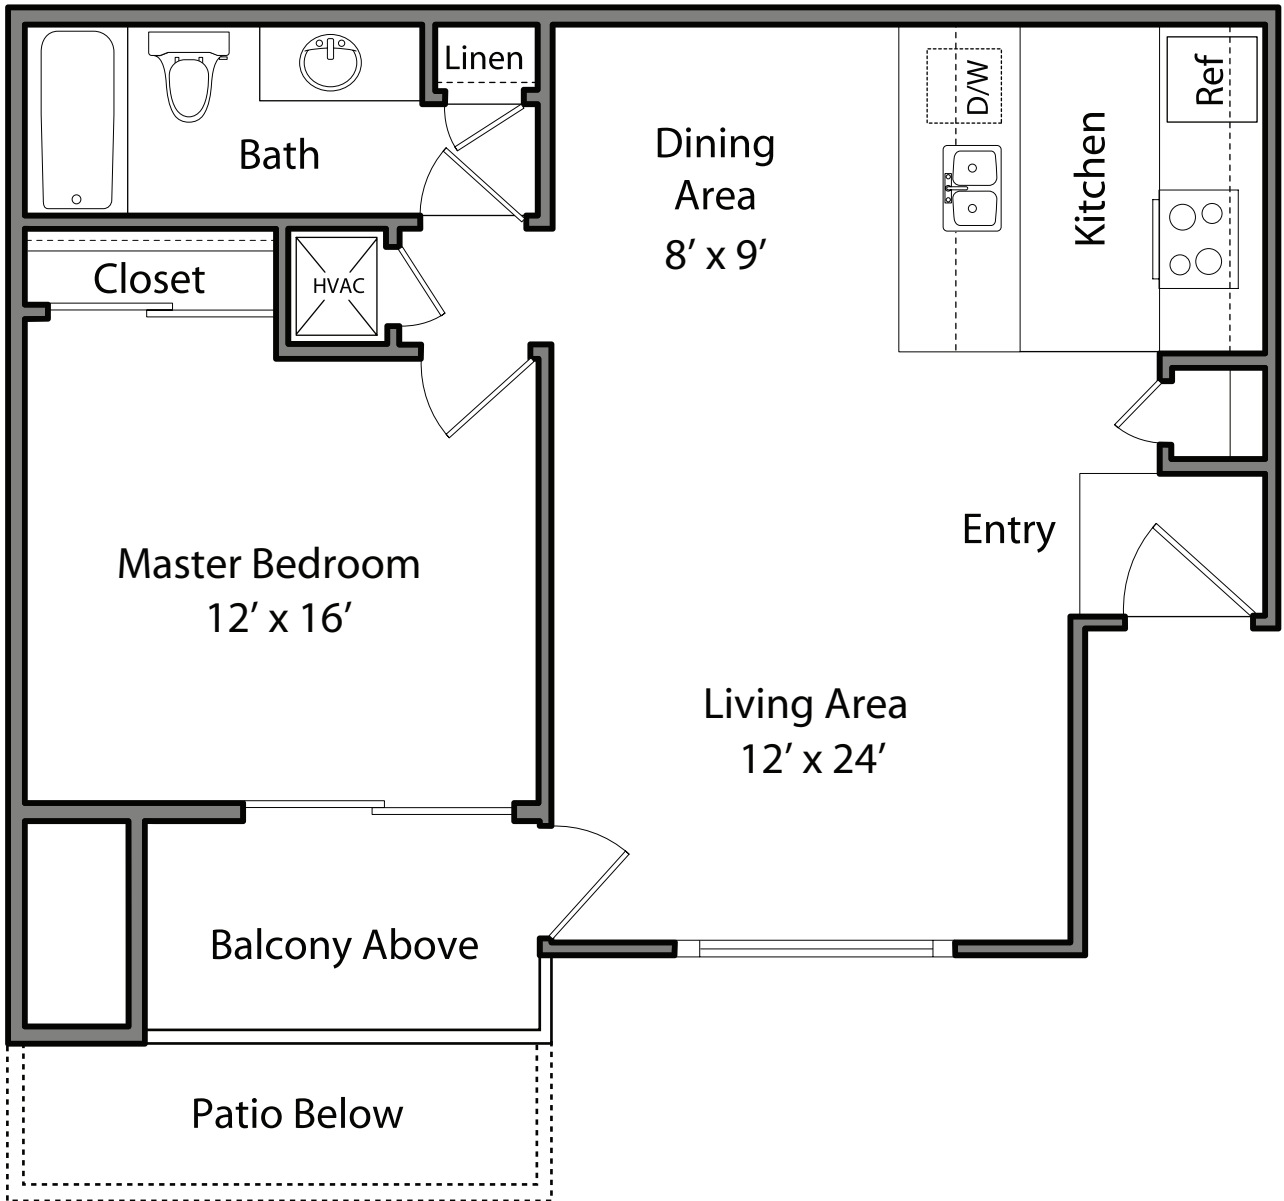 Linen
D/W
Ref
Bath
Dining
Area
8’ x 9’
Kitchen
Closet
HVAC
Entry
Master Bedroom
12’ x 16’
Living Area
12’ x 24’
Balcony Above
Patio Below